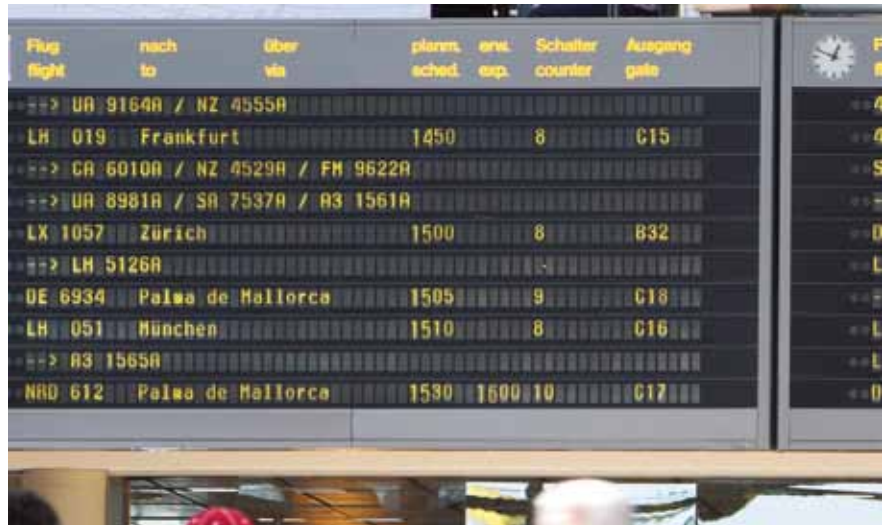 Flug nach über planm. erw. Schalter Ausgang
flight to via sched. exp. counter gate
--> UA 9164A / NZ 4555A
LH 019 Frankfurt 1450 8 C15
--> CA 6010A / NZ 4529A / FM 9622A
--> UA 8981A / SA 7537A / A3 1561A
LX 1057 Zürich 1500 8 B32
--> LH 5126A
DE 6934 Palma de Mallorca 1505 9 C18
LH 051 München 1510 8 C16
--> A3 1565A
NRD 612 Palma de Mallorca 1530 1600 10 C17